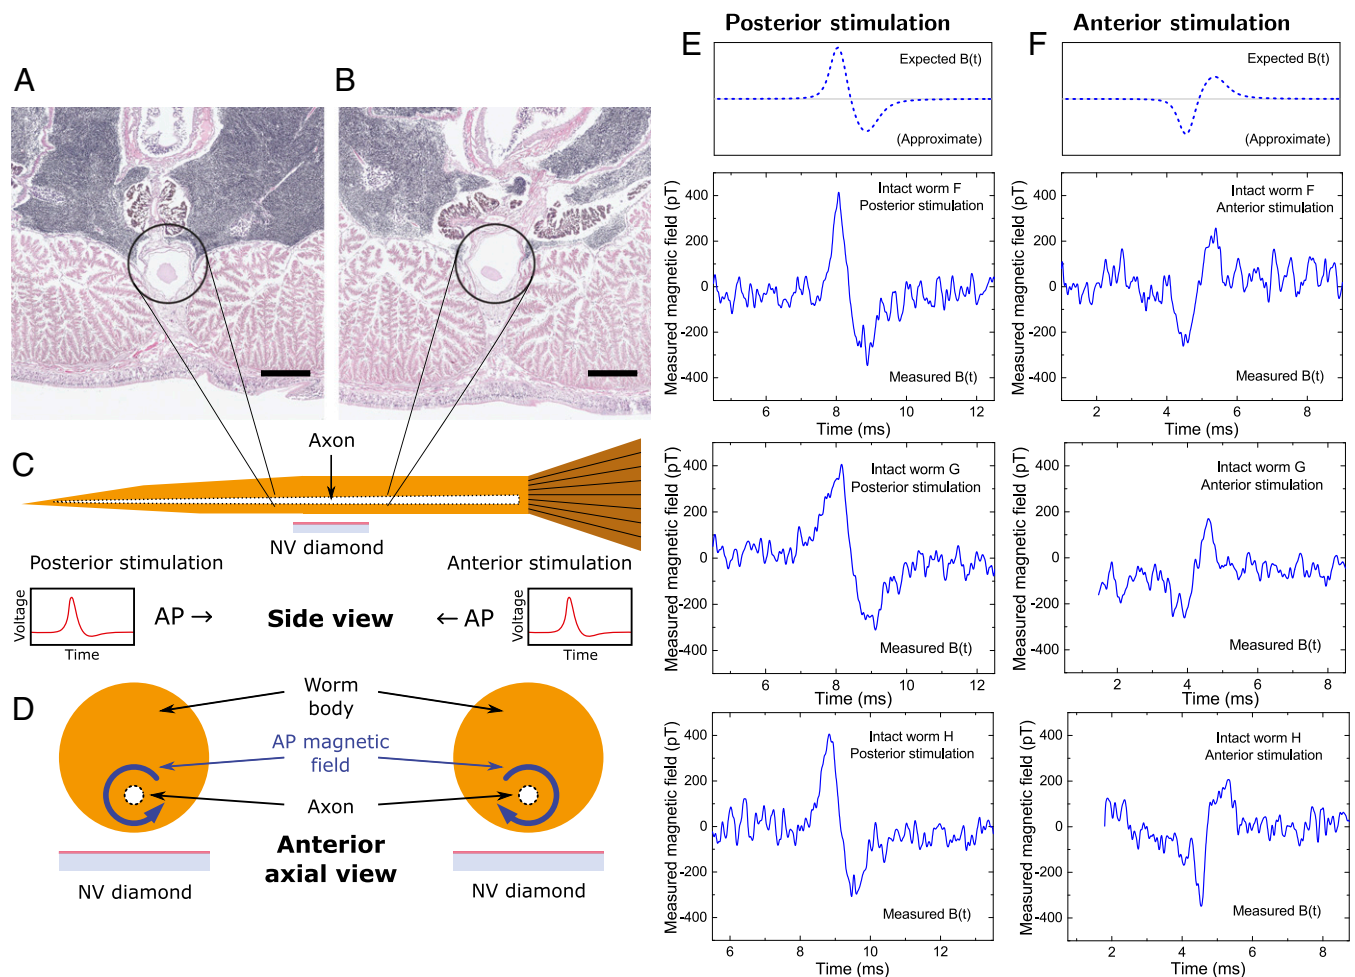 A
B
C
Axon
NV diamond
Posterior stimulation
Anterior stimulation
Voltage
Time
AP →
Side view
← AP
Voltage
Time
D
Worm
body
AP magnetic
field
Axon
Anterior
axial view
NV diamond
NV diamond
E
Posterior stimulation
Expected B(t)
(Approximate)
Measured magnetic field (pT)
400
200
0
-200
-400
Intact worm F
Posterior stimulation
Measured B(t)
6
8
10
12
Time (ms)
Measured magnetic field (pT)
400
200
0
-200
-400
Intact worm G
Posterior stimulation
Measured B(t)
6
8
10
12
Time (ms)
Measured magnetic field (pT)
400
200
0
-200
-400
Intact worm H
Posterior stimulation
Measured B(t)
6
8
10
12
Time (ms)
F
Anterior stimulation
Expected B(t)
(Approximate)
Measured magnetic field (pT)
400
200
0
-200
-400
Intact worm F
Anterior stimulation
Measured B(t)
2
4
6
8
Time (ms)
Measured magnetic field (pT)
400
200
0
-200
-400
Intact worm G
Anterior stimulation
Measured B(t)
2
4
6
8
Time (ms)
Measured magnetic field (pT)
400
200
0
-200
-400
Intact worm H
Anterior stimulation
Measured B(t)
2
4
6
8
Time (ms)